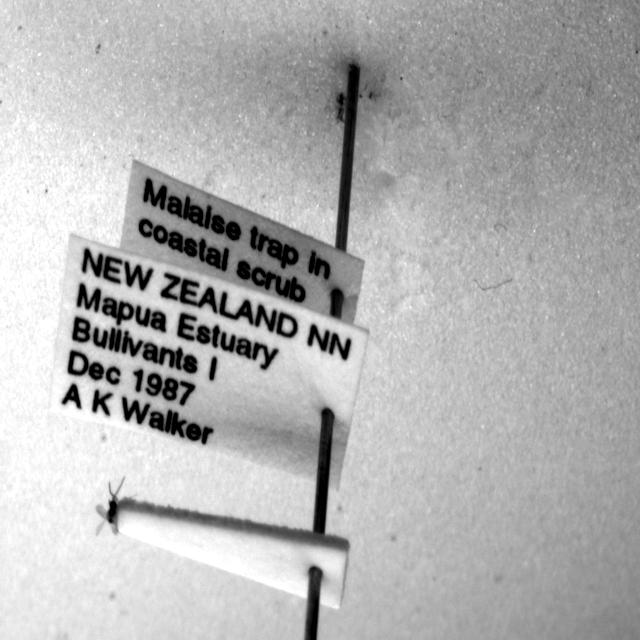 Malaise trap in
coastal scrub
NEW ZEALAND NN
Mapua Estuary
Bullivants I
Dec 1987
A K Walker